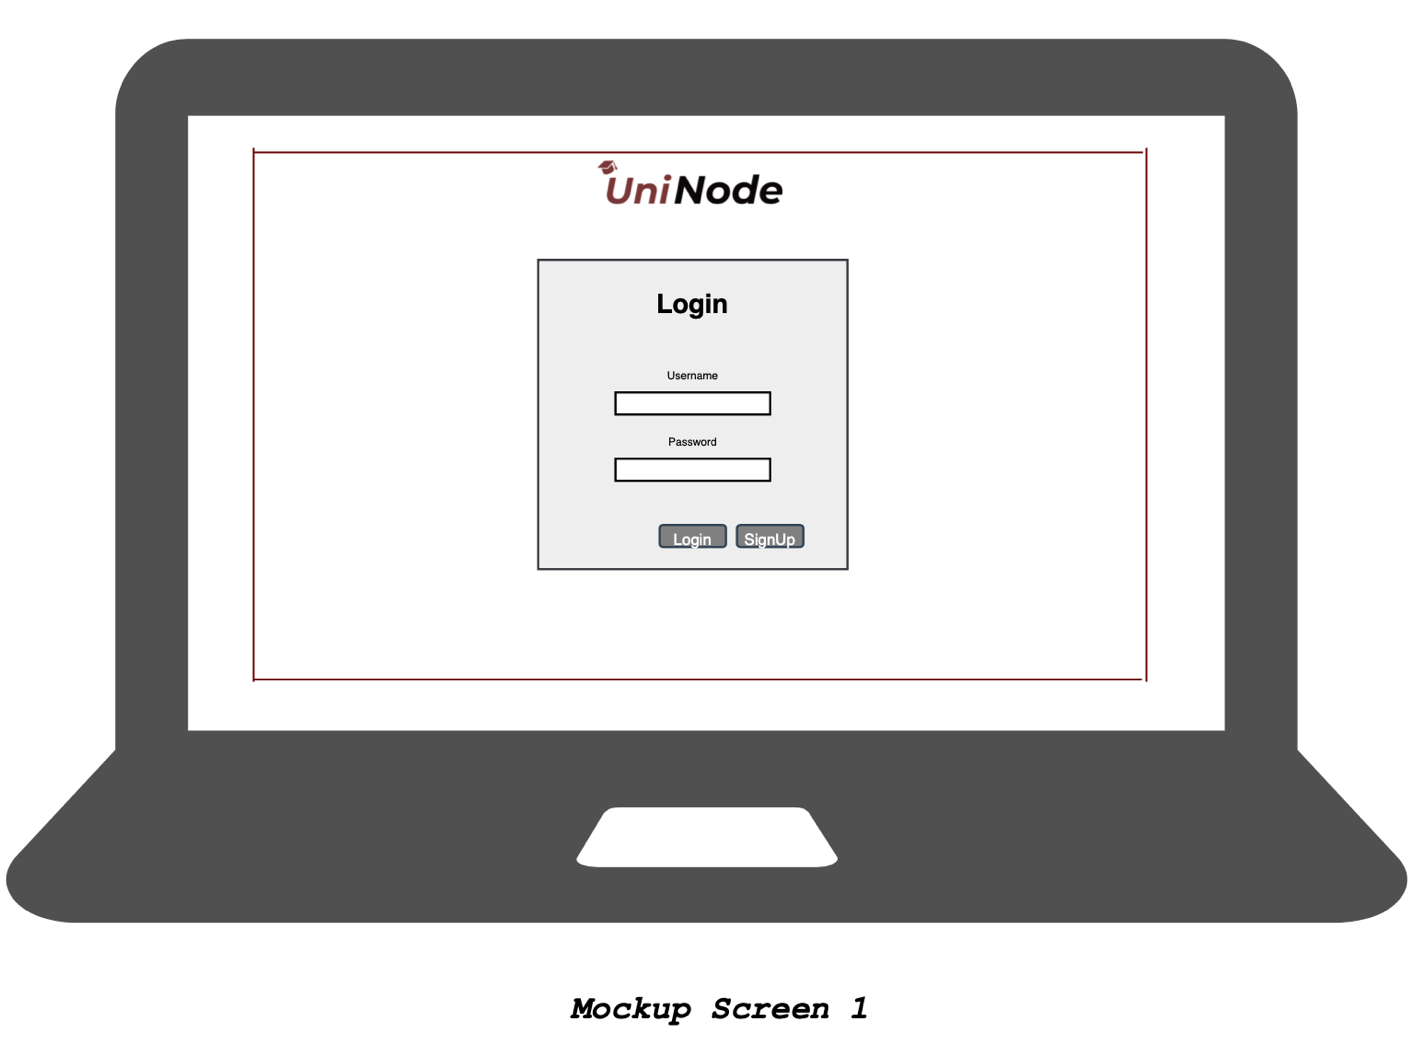 UniNode
Login
Username
Password
Login SignUp
Mockup Screen 1